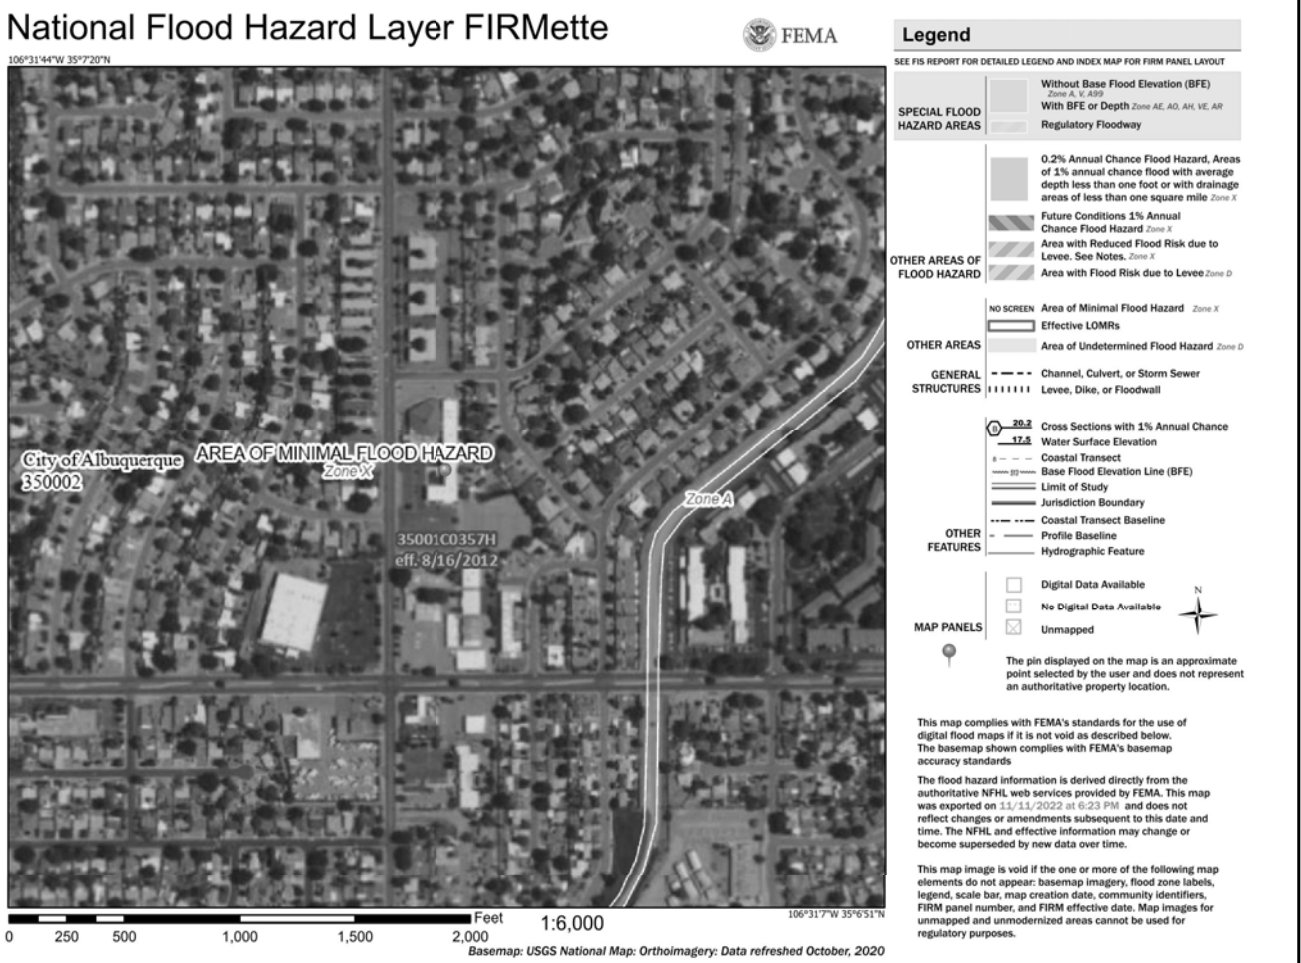 National Flood Hazard Layer FIRMette
FEMA
106°31'44"W 35°7'20"N
City of Albuquerque
350002
AREA OF MINIMAL FLOOD HAZARD
Zone X
Zone A
35001C0357H
eff. 8/16/2012
Feet
1:6,000
106°31'7"W 35°6'51"N
0 250 500 1,000 1,500 2,000
Basemap: USGS National Map: Orthoimagery: Data refreshed October, 2020
Legend
SEE FIS REPORT FOR DETAILED LEGEND AND INDEX MAP FOR FIRM PANEL LAYOUT
SPECIAL FLOOD
HAZARD AREAS
Without Base Flood Elevation (BFE)
Zone A, V, A99
With BFE or Depth Zone AE, AO, AH, VE, AR
Regulatory Floodway
OTHER AREAS OF
FLOOD HAZARD
0.2% Annual Chance Flood Hazard, Areas
of 1% annual chance flood with average
depth less than one foot or with drainage
areas of less than one square mile Zone X
Future Conditions 1% Annual
Chance Flood Hazard Zone X
Area with Reduced Flood Risk due to
Levee. See Notes. Zone X
Area with Flood Risk due to Levee Zone D
OTHER AREAS
NO SCREEN Area of Minimal Flood Hazard Zone X
Effective LOMRs
Area of Undetermined Flood Hazard Zone D
GENERAL
STRUCTURES
Channel, Culvert, or Storm Sewer
Levee, Dike, or Floodwall
OTHER
FEATURES
B 20.2 Cross Sections with 1% Annual Chance
17.5 Water Surface Elevation
8 Coastal Transect
513 Base Flood Elevation Line (BFE)
Limit of Study
Jurisdiction Boundary
Coastal Transect Baseline
Profile Baseline
Hydrographic Feature
MAP PANELS
Digital Data Available
No Digital Data Available
Unmapped
N
The pin displayed on the map is an approximate
point selected by the user and does not represent
an authoritative property location.
This map complies with FEMA's standards for the use of
digital flood maps if it is not void as described below.
The basemap shown complies with FEMA's basemap
accuracy standards
The flood hazard information is derived directly from the
authoritative NFHL web services provided by FEMA. This map
was exported on 11/11/2022 at 6:23 PM and does not
reflect changes or amendments subsequent to this date and
time. The NFHL and effective information may change or
become superseded by new data over time.
This map image is void if the one or more of the following map
elements do not appear: basemap imagery, flood zone labels,
legend, scale bar, map creation date, community identifiers,
FIRM panel number, and FIRM effective date. Map images for
unmapped and unmodernized areas cannot be used for
regulatory purposes.